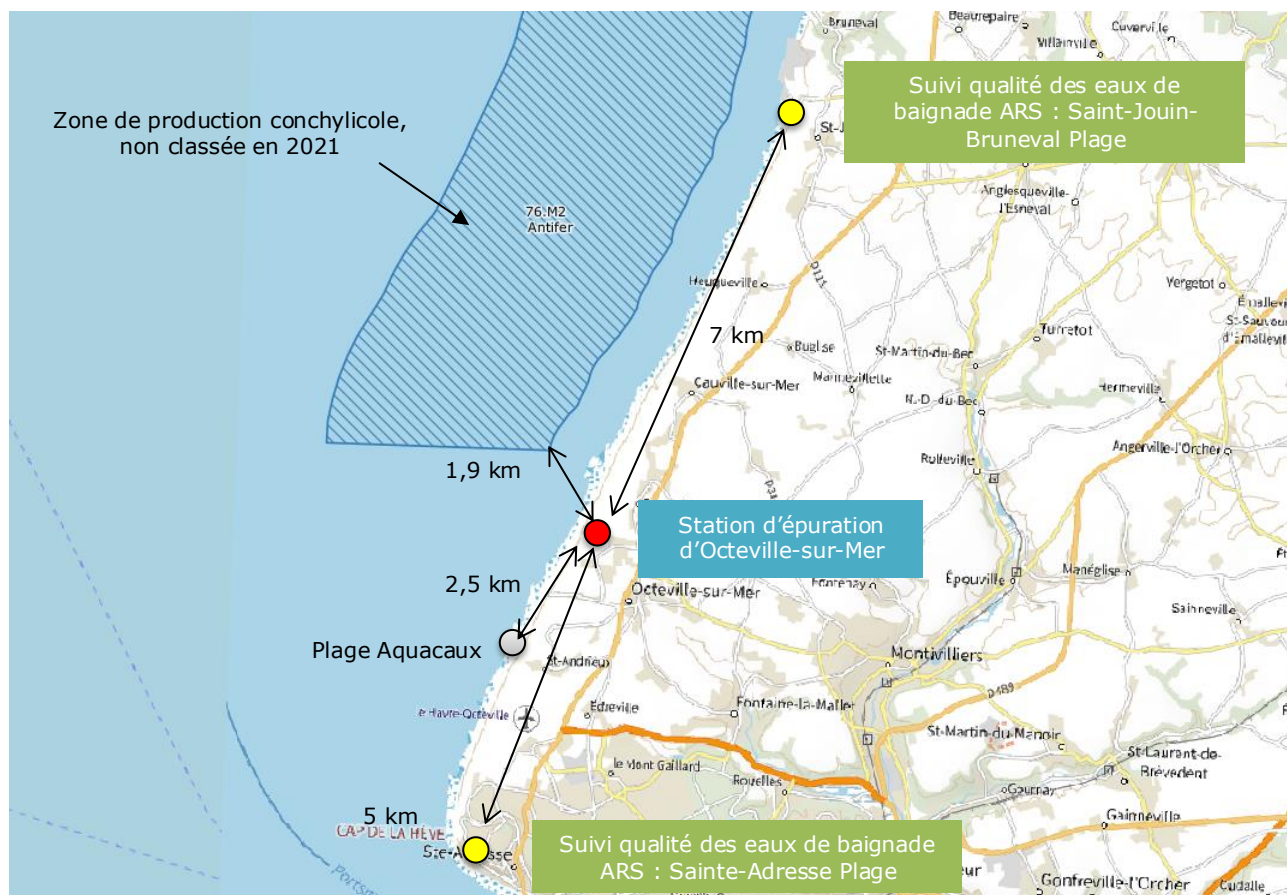 Bruneval
Beaurepaire
Cuverville
Villainville
Suivi qualité des eaux de
baignade ARS : Saint-Jouin-
Bruneval Plage
Zone de production conchylicole,
non classée en 2021
Anglesqueville-
l'Esneval
76.M2
Antifer
D111
Heuqueville
Vergetot
7 km
Turretot
Buglise
St-Martin-du-Bec
Mannevillette
Cauville-sur-Mer
Hermeville
N.-D.-du-Bec
Angerville-l'Orcher
Rolleville
1,9 km
Station d'épuration
d'Octeville-sur-Mer
2,5 km
Fontenay
Épouville
Manéglise
Octeville-sur-Mer
Sainneville
Plage Aquacaux
St-Andrieux
Montivilliers
D489
le Havre-Octeville
Edreville
Fontaine-la-Mallet
St-Martin-du-Manoir
St-Laurent-de-
Brèvedent
le Mont Gaillard
Rouelles
Gournay
5 km
CAP DE LA HÈVE
Gainneville
Suivi qualité des eaux de baignade
ARS : Sainte-Adresse Plage
Gonfreville-l'Orcher